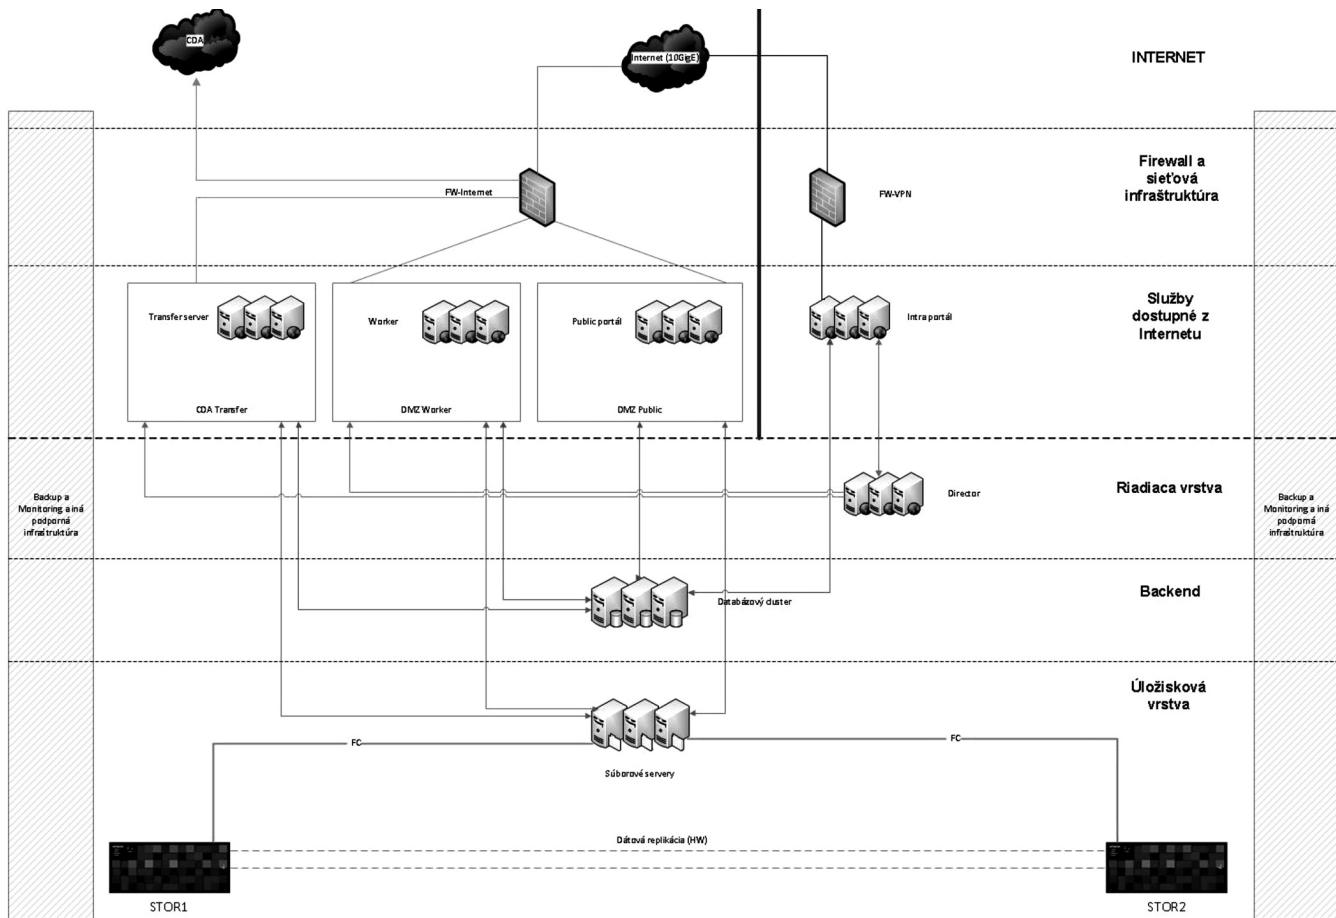 CDA
Internet (10GigE)
INTERNET
FW-Internet
FW-VPN
Firewall a
sieťová
infraštruktúra
Transfer server
Worker
Public portál
Intra portál
Služby
dostupné z
Internetu
CDA Transfer
DMZ Worker
DMZ Public
Backup a
Monitoring a iná
podporná
infraštruktúra
Director
Riadiaca vrstva
Backup a
Monitoring a iná
podporná
infraštruktúra
Databázový cluster
Backend
Úložisková
vrstva
FC
FC
Súborové servery
Dátová replikácia (HW)
STOR1
STOR2